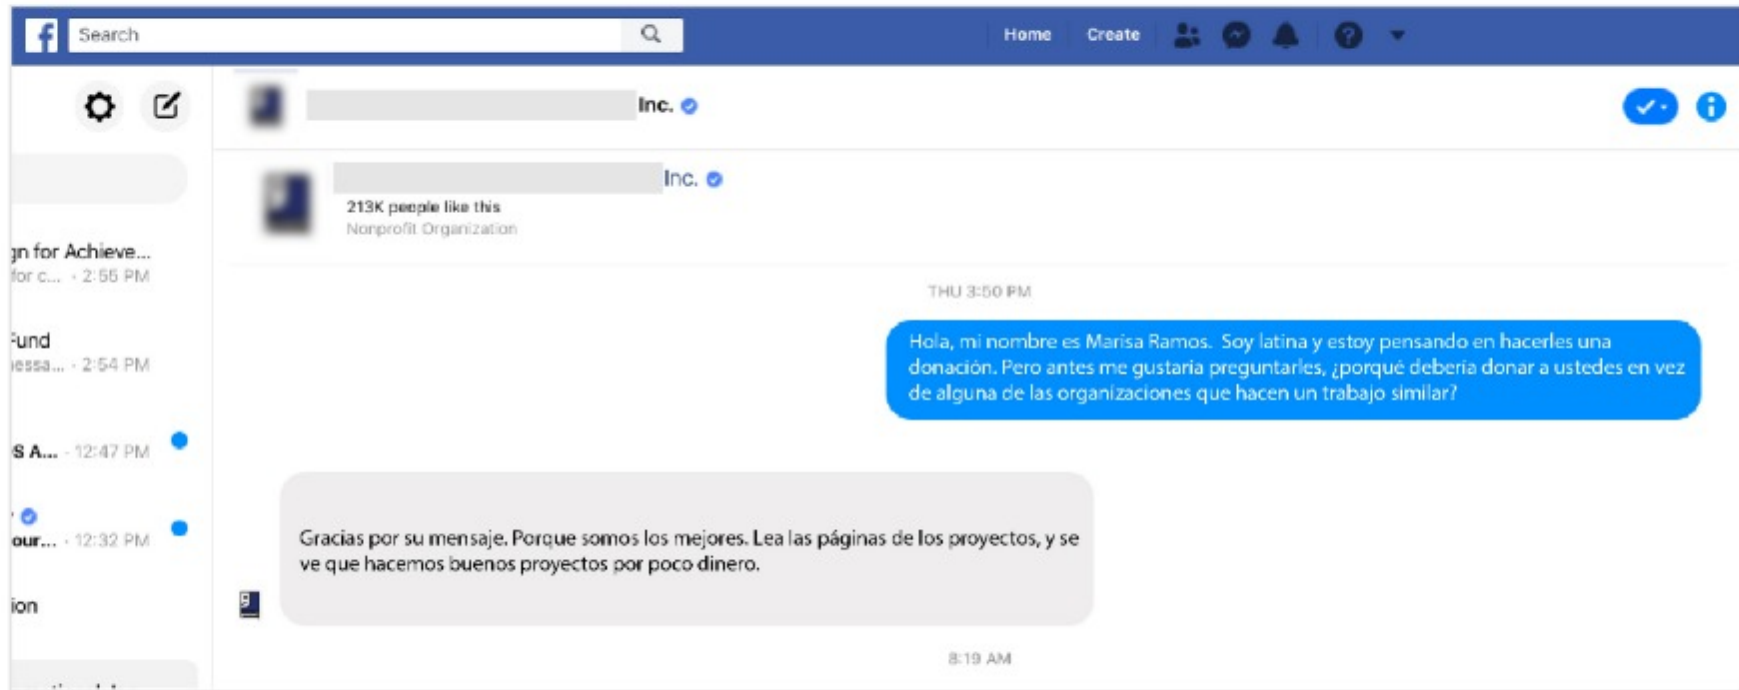 Search
Home Create
Inc.
Inc.
213K people like this
Nonprofit Organization
gn for Achieve...
for c... · 2:55 PM
Fund
essa... · 2:54 PM
S A... · 12:47 PM
our... · 12:32 PM
ion
THU 3:50 PM
Hola, mi nombre es Marisa Ramos. Soy latina y estoy pensando en hacerles una
donación. Pero antes me gustaria preguntarles, ¿porqué debería donar a ustedes en vez
de alguna de las organizaciones que hacen un trabajo similar?
Gracias por su mensaje. Porque somos los mejores. Lea las páginas de los proyectos, y se
ve que hacemos buenos proyectos por poco dinero.
8:19 AM